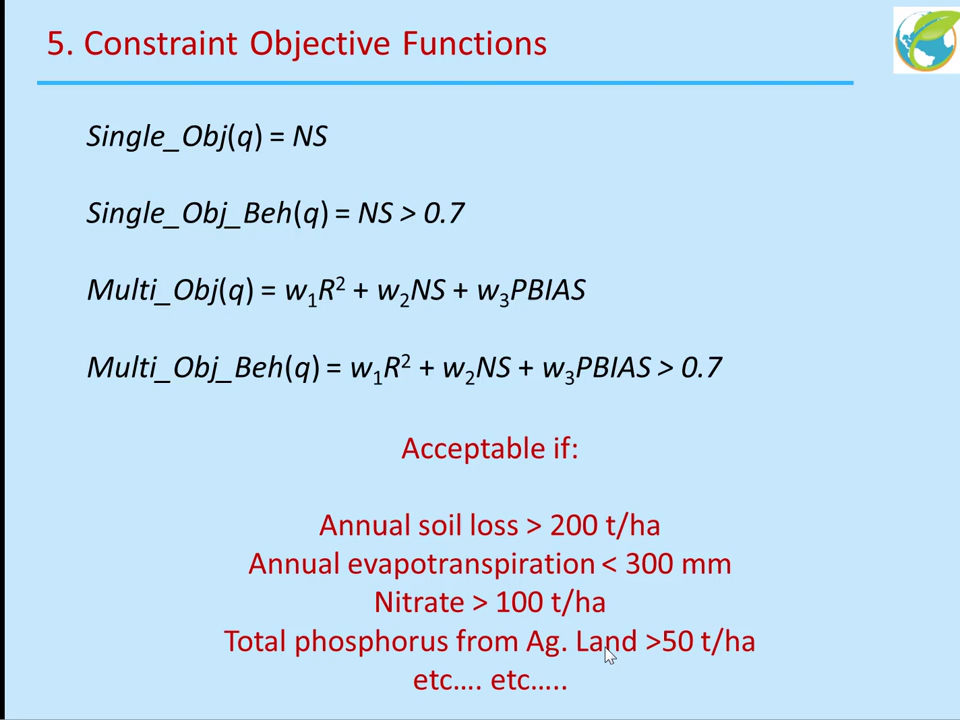 5. Constraint Objective Functions
Single_Obj(q) = NS
Single_Obj_Beh(q) = NS > 0.7
Multi_Obj(q) = w₁R² + w₂NS + w₃PBIAS
Multi_Obj_Beh(q) = w₁R² + w₂NS + w₃PBIAS > 0.7
Acceptable if:
Annual soil loss > 200 t/ha
Annual evapotranspiration < 300 mm
Nitrate > 100 t/ha
Total phosphorus from Ag. Land >50 t/ha
etc.... etc.....